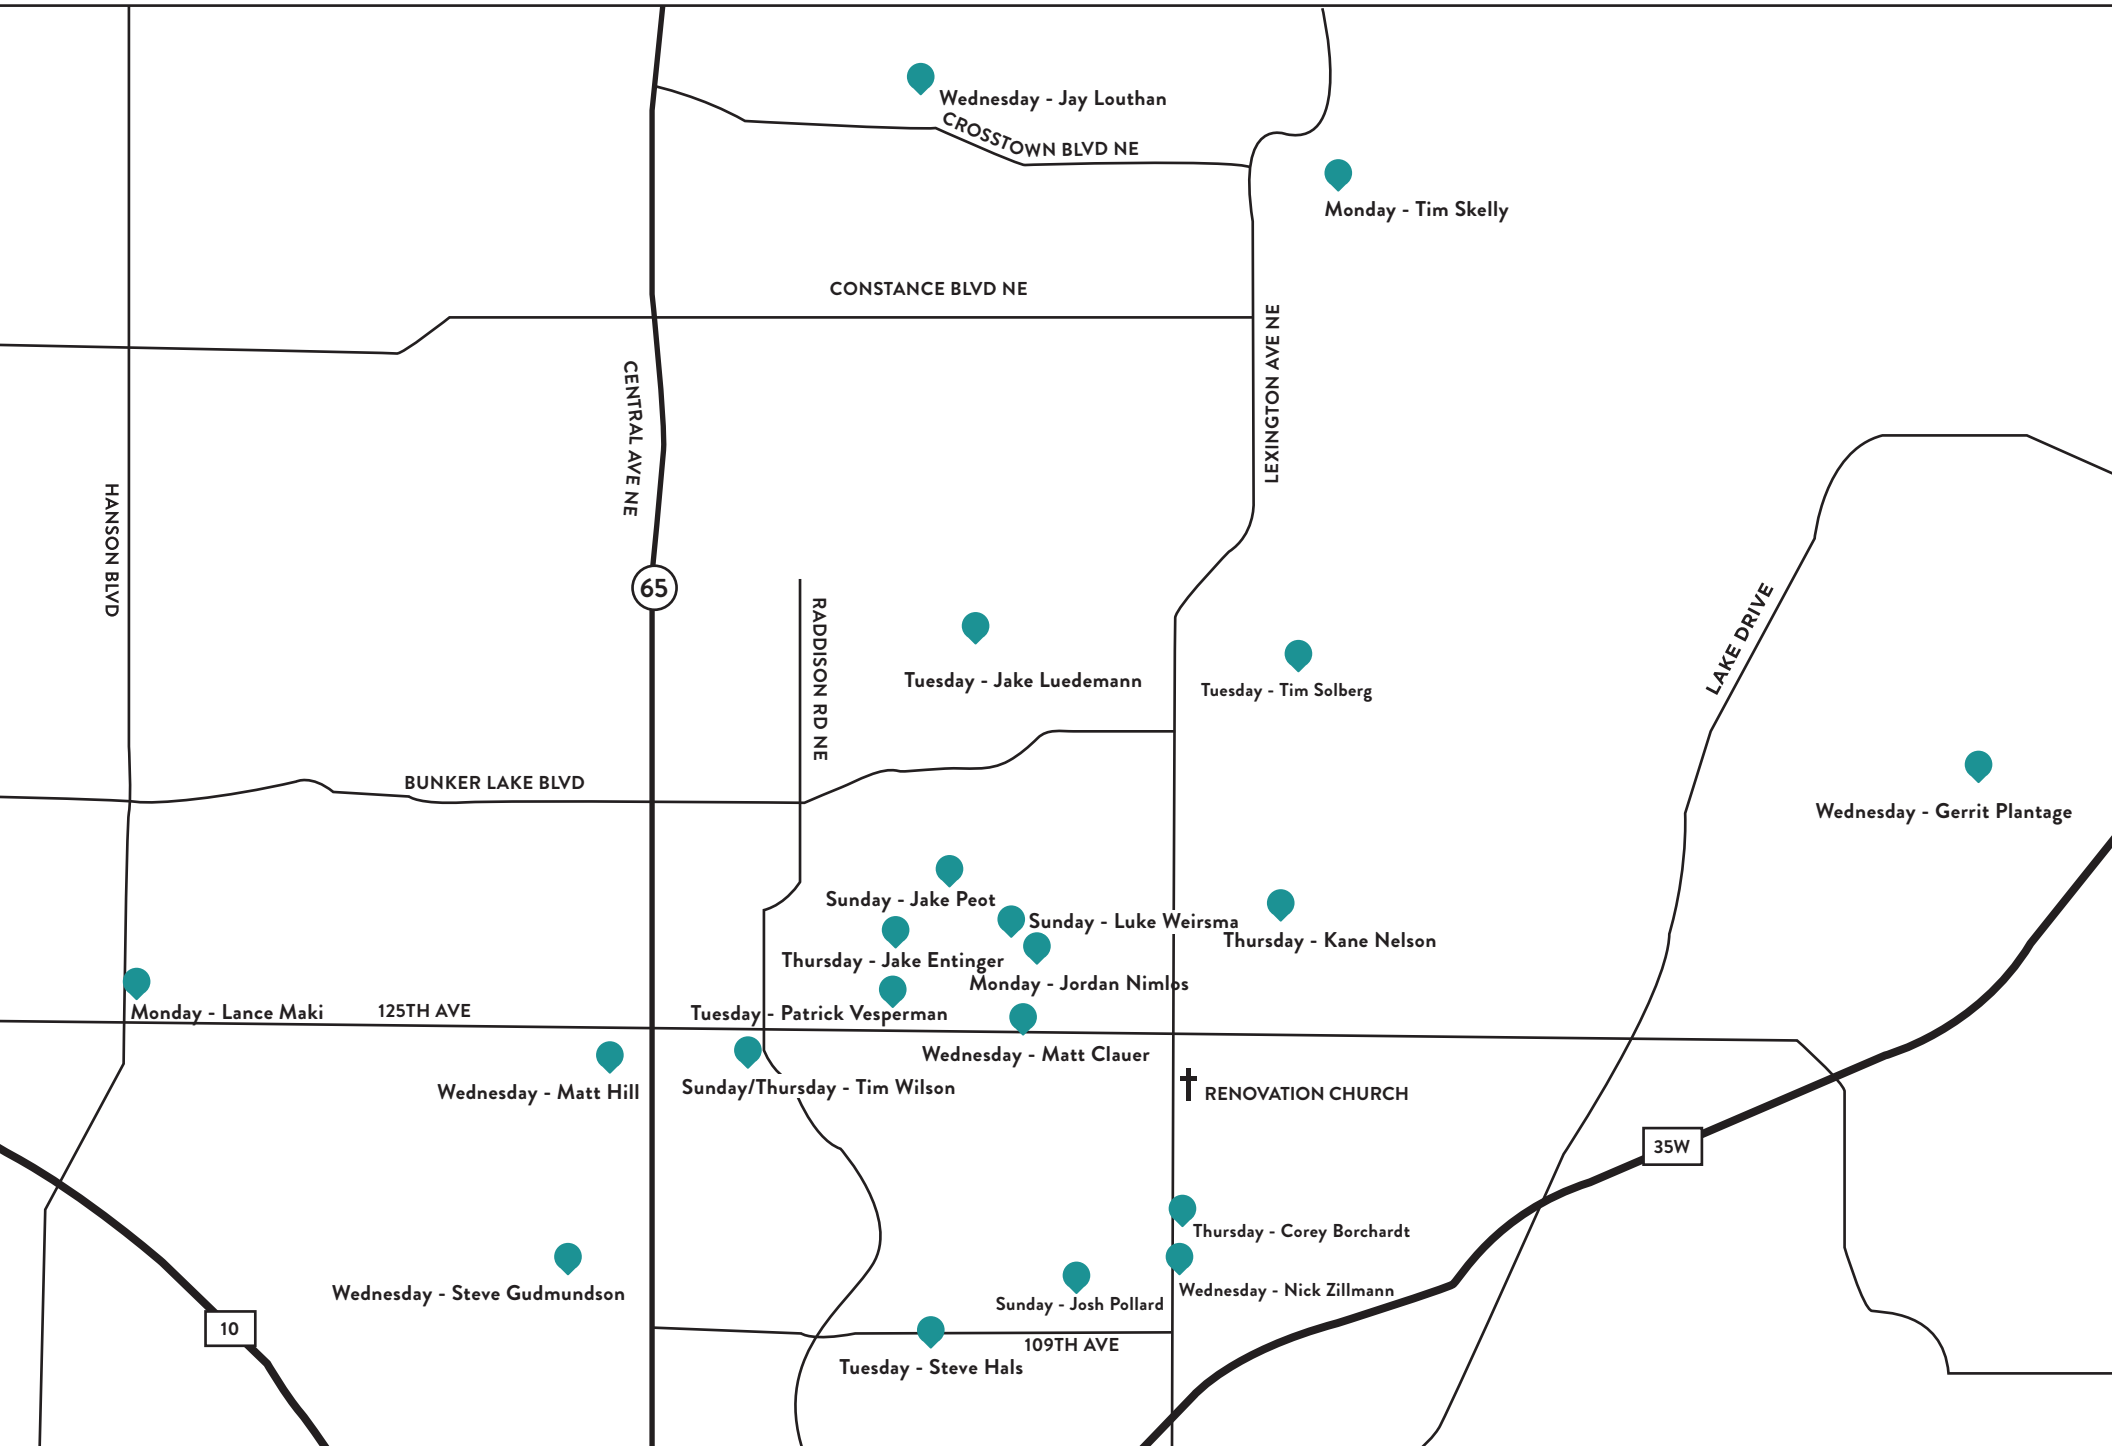 Wednesday - Jay Louthan
CROSSTOWN BLVD NE
Monday - Tim Skelly
CONSTANCE BLVD NE
LEXINGTON AVE NE
CENTRAL AVE NE
HANSON BLVD
65
RADDISON RD NE
LAKE DRIVE
Tuesday - Jake Luedemann
Tuesday - Tim Solberg
BUNKER LAKE BLVD
Wednesday - Gerrit Plantage
Sunday - Jake Peot
Sunday - Luke Weirsma
Thursday - Kane Nelson
Thursday - Jake Entinger
Monday - Jordan Nimlos
Monday - Lance Maki
125TH AVE
Tuesday - Patrick Vesperman
Wednesday - Matt Clauer
Wednesday - Matt Hill
Sunday/Thursday - Tim Wilson
RENOVATION CHURCH
35W
Thursday - Corey Borchardt
Wednesday - Steve Gudmundson
Wednesday - Nick Zillmann
Sunday - Josh Pollard
10
109TH AVE
Tuesday - Steve Hals